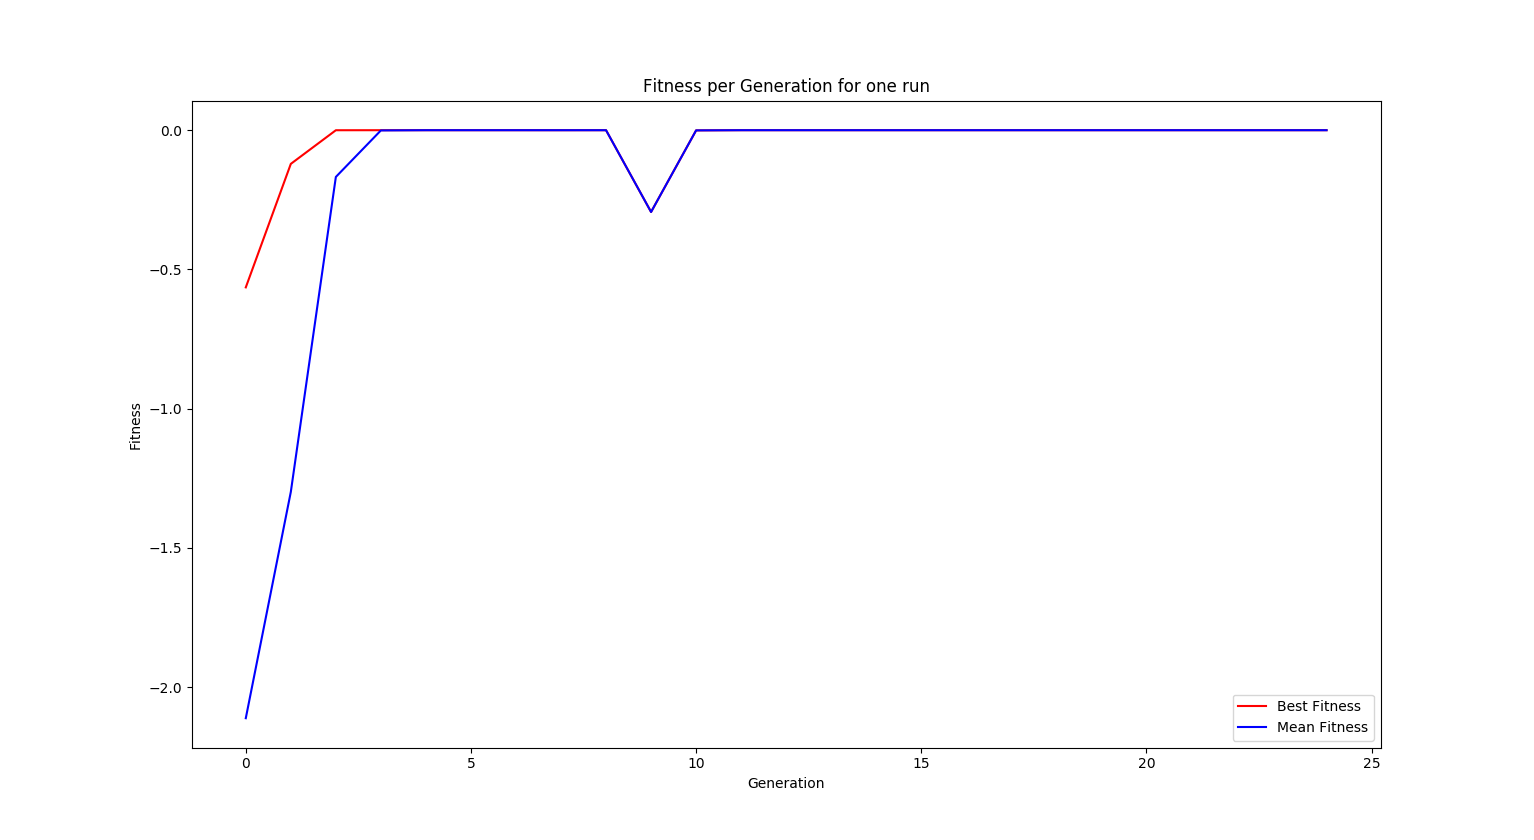 Fitness per Generation for one run
0.0
−0.5
−1.0
−1.5
−2.0
Fitness
0
5
10
15
20
25
Generation
Best Fitness
Mean Fitness